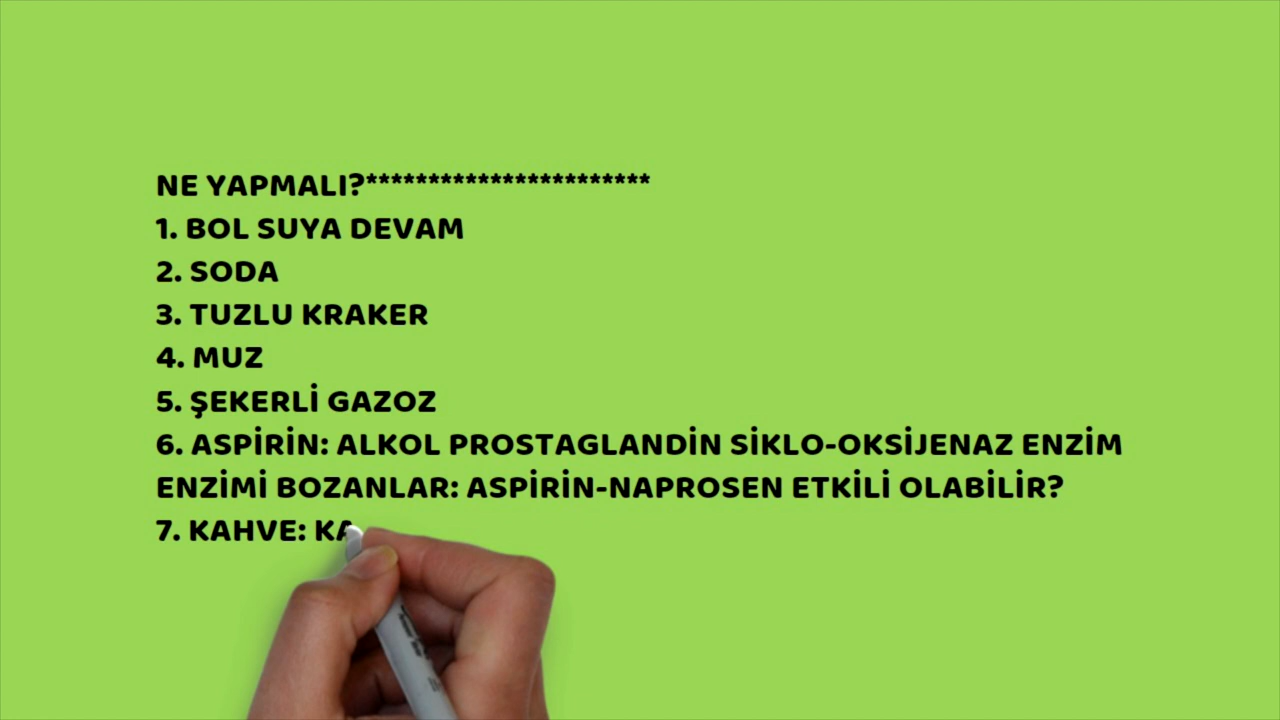 NE YAPMALI?***********************
1. BOL SUYA DEVAM
2. SODA
3. TUZLU KRAKER
4. MUZ
5. ŞEKERLİ GAZOZ
6. ASPİRİN: ALKOL PROSTAGLANDİN SİKLO-OKSİJENAZ ENZİM
ENZİMİ BOZANLAR: ASPİRİN-NAPROSEN ETKİLİ OLABİLİR?
7. KAHVE: KA